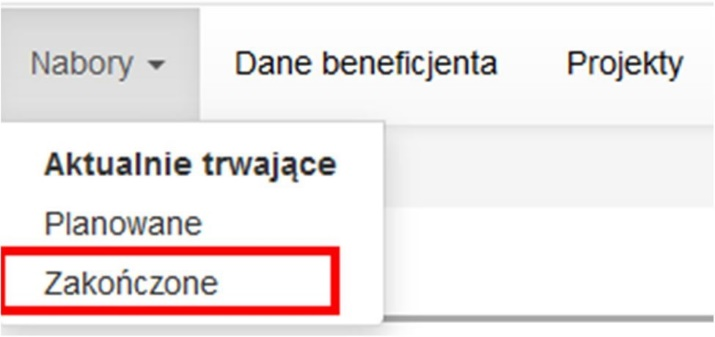 Nabory Dane beneficjenta Projekty
Aktualnie trwające
Planowane
Zakończone